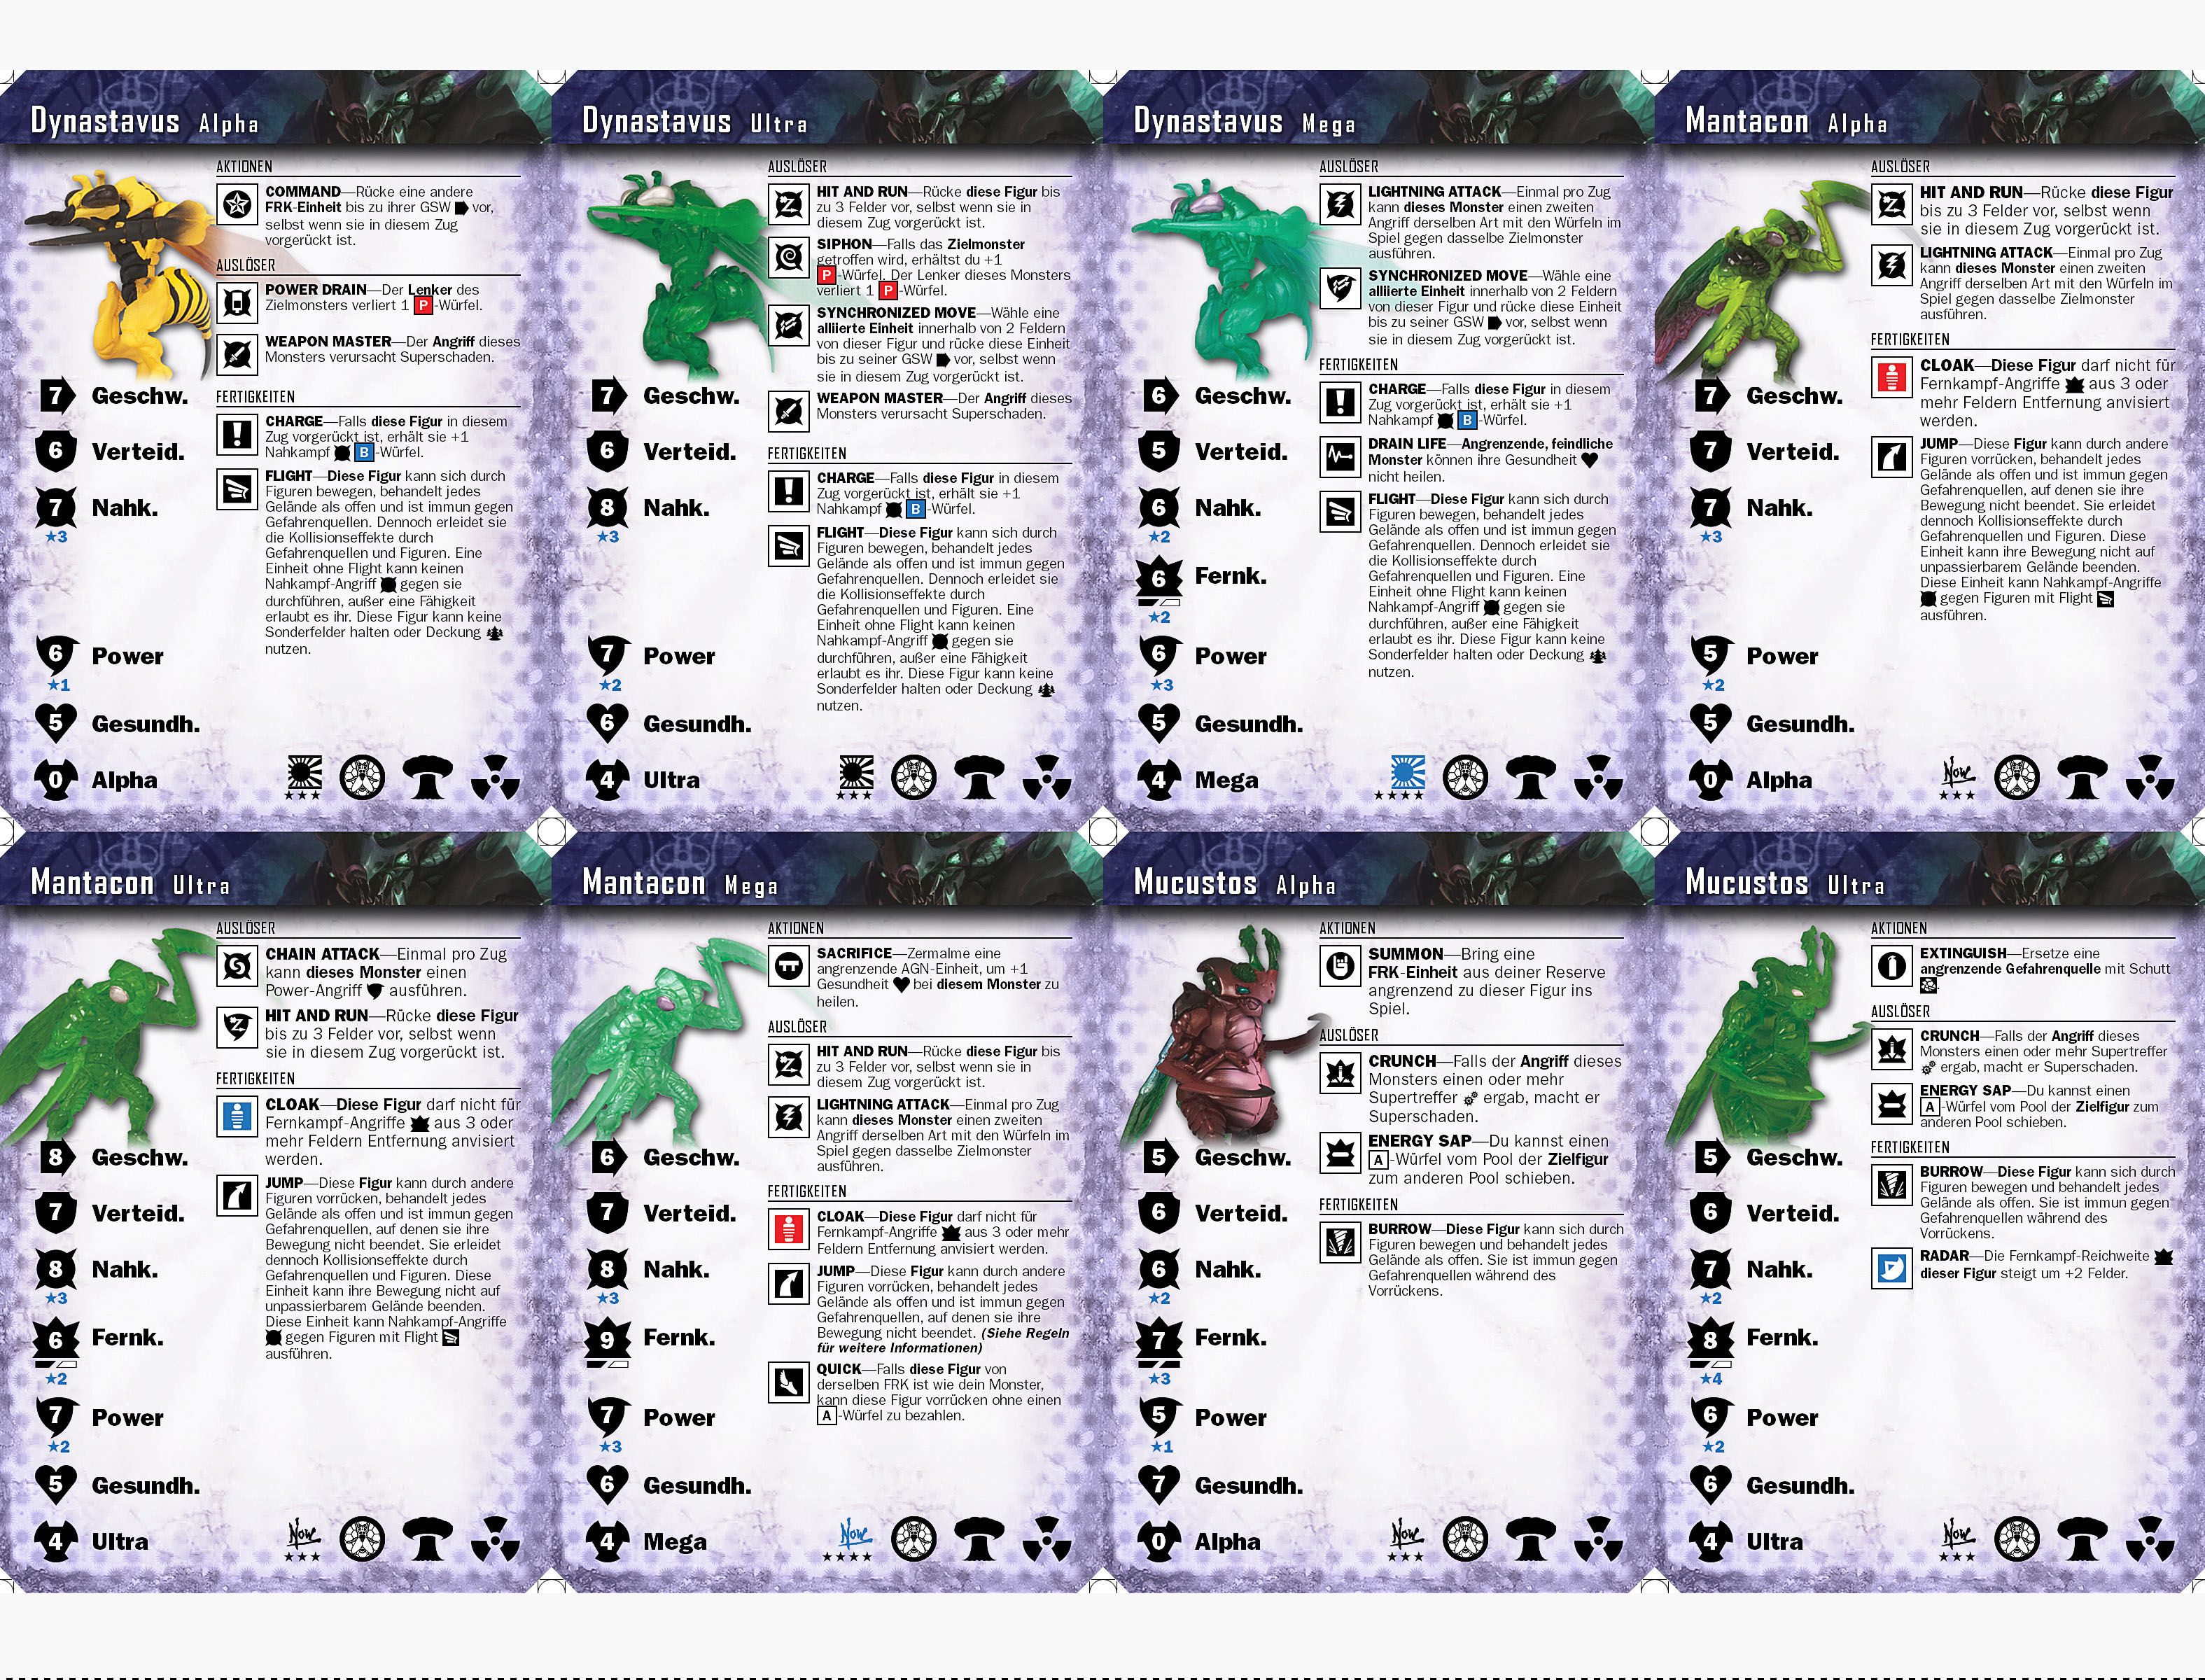 Dynastavus Alpha
AKTIONEN
COMMAND—Rücke eine andere
FRK-Einheit bis zu ihrer GSW vor,
selbst wenn sie in diesem Zug
vorgerückt ist.
AUSLÖSER
POWER DRAIN—Der Lenker des
Zielmonsters verliert 1 P-Würfel.
WEAPON MASTER—Der Angriff dieses
Monsters verursacht Superschaden.
FERTIGKEITEN
CHARGE—Falls diese Figur in diesem
Zug vorgerückt ist, erhält sie +1
Nahkampf B-Würfel.
FLIGHT—Diese Figur kann sich durch
Figuren bewegen, behandelt jedes
Gelände als offen und ist immun gegen
Gefahrenquellen. Dennoch erleidet sie
die Kollisionseffekte durch
Gefahrenquellen und Figuren. Eine
Einheit ohne Flight kann keinen
Nahkampf-Angriff gegen sie
durchführen, außer eine Fähigkeit
erlaubt es ihr. Diese Figur kann keine
Sonderfelder halten oder Deckung
nutzen.
7 Geschw.
6 Verteid.
7 Nahk.
★3
6 Power
★1
5 Gesundh.
0 Alpha
★★★
Dynastavus Ultra
AUSLÖSER
HIT AND RUN—Rücke diese Figur bis
zu 3 Felder vor, selbst wenn sie in
diesem Zug vorgerückt ist.
SIPHON—Falls das Zielmonster
getroffen wird, erhältst du +1
P-Würfel. Der Lenker dieses Monsters
verliert 1 P-Würfel.
SYNCHRONIZED MOVE—Wähle eine
alliierte Einheit innerhalb von 2 Feldern
von dieser Figur und rücke diese Einheit
bis zu seiner GSW vor, selbst wenn
sie in diesem Zug vorgerückt ist.
WEAPON MASTER—Der Angriff dieses
Monsters verursacht Superschaden.
FERTIGKEITEN
CHARGE—Falls diese Figur in diesem
Zug vorgerückt ist, erhält sie +1
Nahkampf B-Würfel.
FLIGHT—Diese Figur kann sich durch
Figuren bewegen, behandelt jedes
Gelände als offen und ist immun gegen
Gefahrenquellen. Dennoch erleidet sie
die Kollisionseffekte durch
Gefahrenquellen und Figuren. Eine
Einheit ohne Flight kann keinen
Nahkampf-Angriff gegen sie
durchführen, außer eine Fähigkeit
erlaubt es ihr. Diese Figur kann keine
Sonderfelder halten oder Deckung
nutzen.
7 Geschw.
6 Verteid.
8 Nahk.
★3
7 Power
★2
6 Gesundh.
4 Ultra
★★★
Dynastavus Mega
AUSLÖSER
LIGHTNING ATTACK—Einmal pro Zug
kann dieses Monster einen zweiten
Angriff derselben Art mit den Würfeln im
Spiel gegen dasselbe Zielmonster
ausführen.
SYNCHRONIZED MOVE—Wähle eine
alliierte Einheit innerhalb von 2 Feldern
von dieser Figur und rücke diese Einheit
bis zu seiner GSW vor, selbst wenn
sie in diesem Zug vorgerückt ist.
FERTIGKEITEN
CHARGE—Falls diese Figur in diesem
Zug vorgerückt ist, erhält sie +1
Nahkampf B-Würfel.
DRAIN LIFE—Angrenzende, feindliche
Monster können ihre Gesundheit
nicht heilen.
FLIGHT—Diese Figur kann sich durch
Figuren bewegen, behandelt jedes
Gelände als offen und ist immun gegen
Gefahrenquellen. Dennoch erleidet sie
die Kollisionseffekte durch
Gefahrenquellen und Figuren. Eine
Einheit ohne Flight kann keinen
Nahkampf-Angriff gegen sie
durchführen, außer eine Fähigkeit
erlaubt es ihr. Diese Figur kann keine
Sonderfelder halten oder Deckung
nutzen.
6 Geschw.
5 Verteid.
6 Nahk.
★2
6 Fernk.
★2
6 Power
★3
5 Gesundh.
4 Mega
★★★★
Mantacon Alpha
AUSLÖSER
HIT AND RUN—Rücke diese Figur
bis zu 3 Felder vor, selbst wenn
sie in diesem Zug vorgerückt ist.
LIGHTNING ATTACK—Einmal pro Zug
kann dieses Monster einen zweiten
Angriff derselben Art mit den Würfeln im
Spiel gegen dasselbe Zielmonster
ausführen.
FERTIGKEITEN
CLOAK—Diese Figur darf nicht für
Fernkampf-Angriffe aus 3 oder
mehr Feldern Entfernung anvisiert
werden.
JUMP—Diese Figur kann durch andere
Figuren vorrücken, behandelt jedes
Gelände als offen und ist immun gegen
Gefahrenquellen, auf denen sie ihre
Bewegung nicht beendet. Sie erleidet
dennoch Kollisionseffekte durch
Gefahrenquellen und Figuren. Diese
Einheit kann ihre Bewegung nicht auf
unpassierbarem Gelände beenden.
Diese Einheit kann Nahkampf-Angriffe
gegen Figuren mit Flight
ausführen.
7 Geschw.
7 Verteid.
7 Nahk.
★3
5 Power
★2
5 Gesundh.
0 Alpha
Now
★★★
Mantacon Ultra
AUSLÖSER
CHAIN ATTACK—Einmal pro Zug
kann dieses Monster einen
Power-Angriff ausführen.
HIT AND RUN—Rücke diese Figur
bis zu 3 Felder vor, selbst wenn
sie in diesem Zug vorgerückt ist.
FERTIGKEITEN
CLOAK—Diese Figur darf nicht für
Fernkampf-Angriffe aus 3 oder
mehr Feldern Entfernung anvisiert
werden.
JUMP—Diese Figur kann durch andere
Figuren vorrücken, behandelt jedes
Gelände als offen und ist immun gegen
Gefahrenquellen, auf denen sie ihre
Bewegung nicht beendet. Sie erleidet
dennoch Kollisionseffekte durch
Gefahrenquellen und Figuren. Diese
Einheit kann ihre Bewegung nicht auf
unpassierbarem Gelände beenden.
Diese Einheit kann Nahkampf-Angriffe
gegen Figuren mit Flight
ausführen.
8 Geschw.
7 Verteid.
8 Nahk.
★3
6 Fernk.
★2
7 Power
★2
5 Gesundh.
4 Ultra
Now
★★★
Mantacon Mega
AKTIONEN
SACRIFICE—Zermalme eine
angrenzende AGN-Einheit, um +1
Gesundheit bei diesem Monster zu
heilen.
AUSLÖSER
HIT AND RUN—Rücke diese Figur bis
zu 3 Felder vor, selbst wenn sie in
diesem Zug vorgerückt ist.
LIGHTNING ATTACK—Einmal pro Zug
kann dieses Monster einen zweiten
Angriff derselben Art mit den Würfeln im
Spiel gegen dasselbe Zielmonster
ausführen.
FERTIGKEITEN
CLOAK—Diese Figur darf nicht für
Fernkampf-Angriffe aus 3 oder mehr
Feldern Entfernung anvisiert werden.
JUMP—Diese Figur kann durch andere
Figuren vorrücken, behandelt jedes
Gelände als offen und ist immun gegen
Gefahrenquellen, auf denen sie ihre
Bewegung nicht beendet. (Siehe Regeln
für weitere Informationen)
QUICK—Falls diese Figur von
derselben FRK ist wie dein Monster,
kann diese Figur vorrücken ohne einen
A-Würfel zu bezahlen.
6 Geschw.
7 Verteid.
8 Nahk.
★3
9 Fernk.
7 Power
★3
6 Gesundh.
4 Mega
Now
★★★★
Mucustos Alpha
AKTIONEN
SUMMON—Bring eine
FRK-Einheit aus deiner Reserve
angrenzend zu dieser Figur ins
Spiel.
AUSLÖSER
CRUNCH—Falls der Angriff dieses
Monsters einen oder mehr
Supertreffer ergab, macht er
Superschaden.
ENERGY SAP—Du kannst einen
A-Würfel vom Pool der Zielfigur
zum anderen Pool schieben.
FERTIGKEITEN
BURROW—Diese Figur kann sich durch
Figuren bewegen und behandelt jedes
Gelände als offen. Sie ist immun gegen
Gefahrenquellen während des
Vorrückens.
5 Geschw.
6 Verteid.
6 Nahk.
★2
7 Fernk.
★3
5 Power
★1
7 Gesundh.
0 Alpha
Now
★★★
Mucustos Ultra
AKTIONEN
EXTINGUISH—Ersetze eine
angrenzende Gefahrenquelle mit Schutt
.
AUSLÖSER
CRUNCH—Falls der Angriff dieses
Monsters einen oder mehr Supertreffer
ergab, macht er Superschaden.
ENERGY SAP—Du kannst einen
A-Würfel vom Pool der Zielfigur zum
anderen Pool schieben.
FERTIGKEITEN
BURROW—Diese Figur kann sich durch
Figuren bewegen und behandelt jedes
Gelände als offen. Sie ist immun gegen
Gefahrenquellen während des
Vorrückens.
RADAR—Die Fernkampf-Reichweite
dieser Figur steigt um +2 Felder.
5 Geschw.
6 Verteid.
7 Nahk.
★2
8 Fernk.
★4
6 Power
★2
6 Gesundh.
4 Ultra
Now
★★★